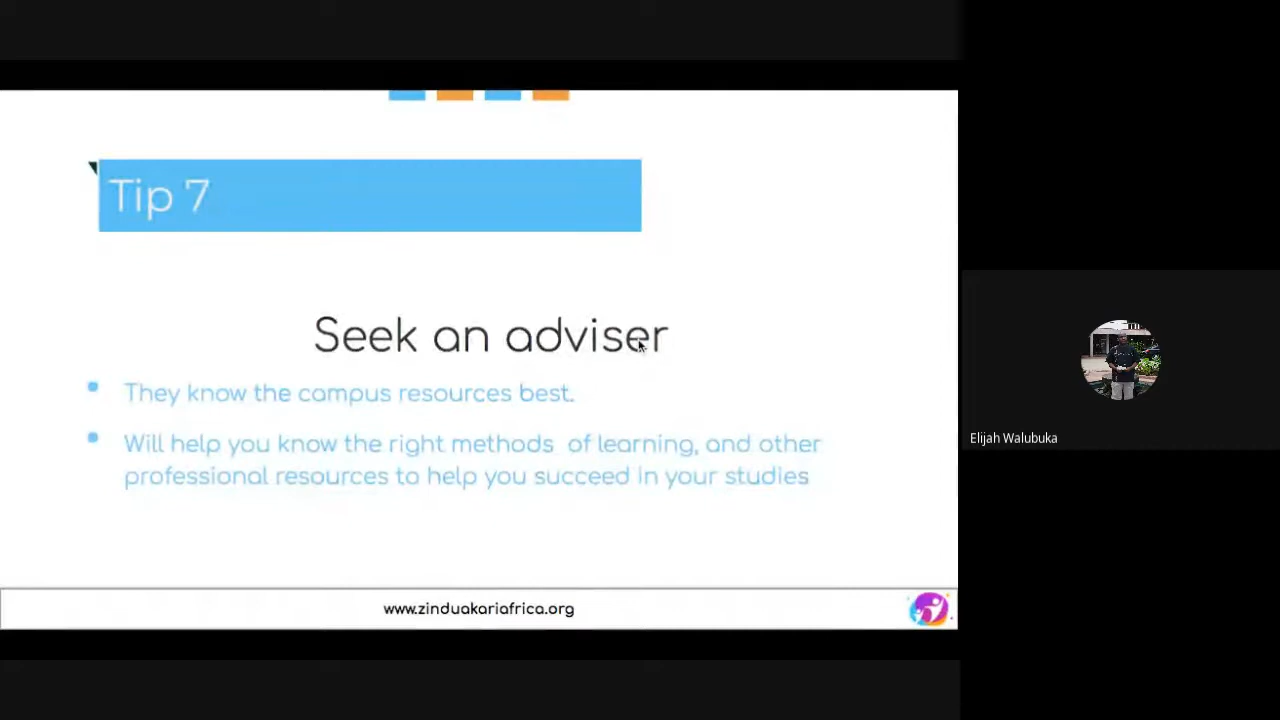 Tip 7
Seek an adviser
They know the campus resources best.
Will help you know the right methods of learning, and other
professional resources to help you succeed in your studies
Elijah Walubuka
www.zinduakariafrica.org